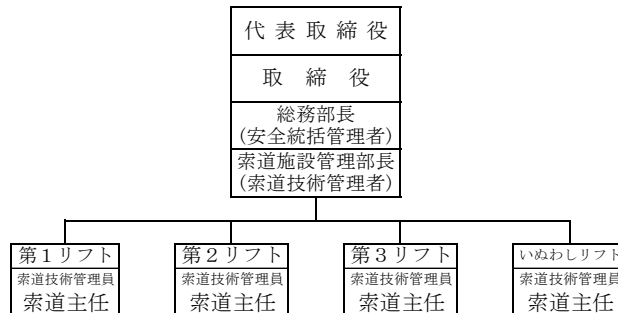 代表取締役
取締役
総務部長
(安全統括管理者)
索道施設管理部長
(索道技術管理者)
第1リフト
索道技術管理員
索道主任
第2リフト
索道技術管理員
索道主任
第3リフト
索道技術管理員
索道主任
いぬわしリフト
索道技術管理員
索道主任